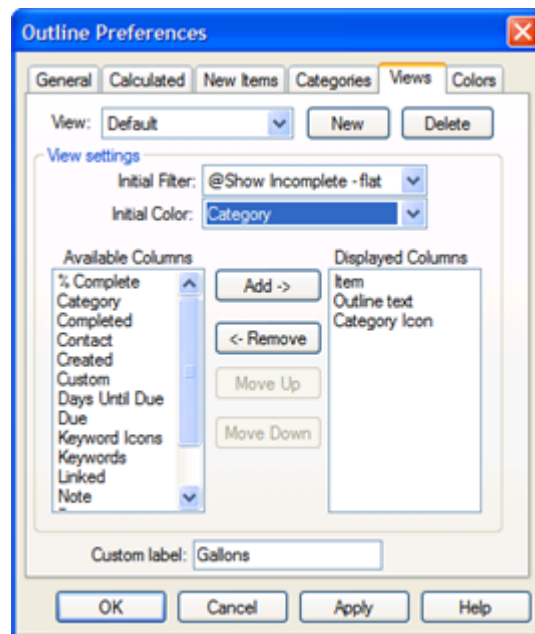 Outline Preferences
General Calculated New Items Categories Views Colors
View: Default New Delete
View settings
Initial Filter: @Show Incomplete - flat
Initial Color: Category
Available Columns Displayed Columns
% Complete
Category
Completed
Contact
Created
Custom
Days Until Due
Due
Keyword Icons
Keywords
Linked
Note
Add ->
<- Remove
Move Up
Move Down
Item
Outline text
Category Icon
Custom label: Gallons
OK Cancel Apply Help